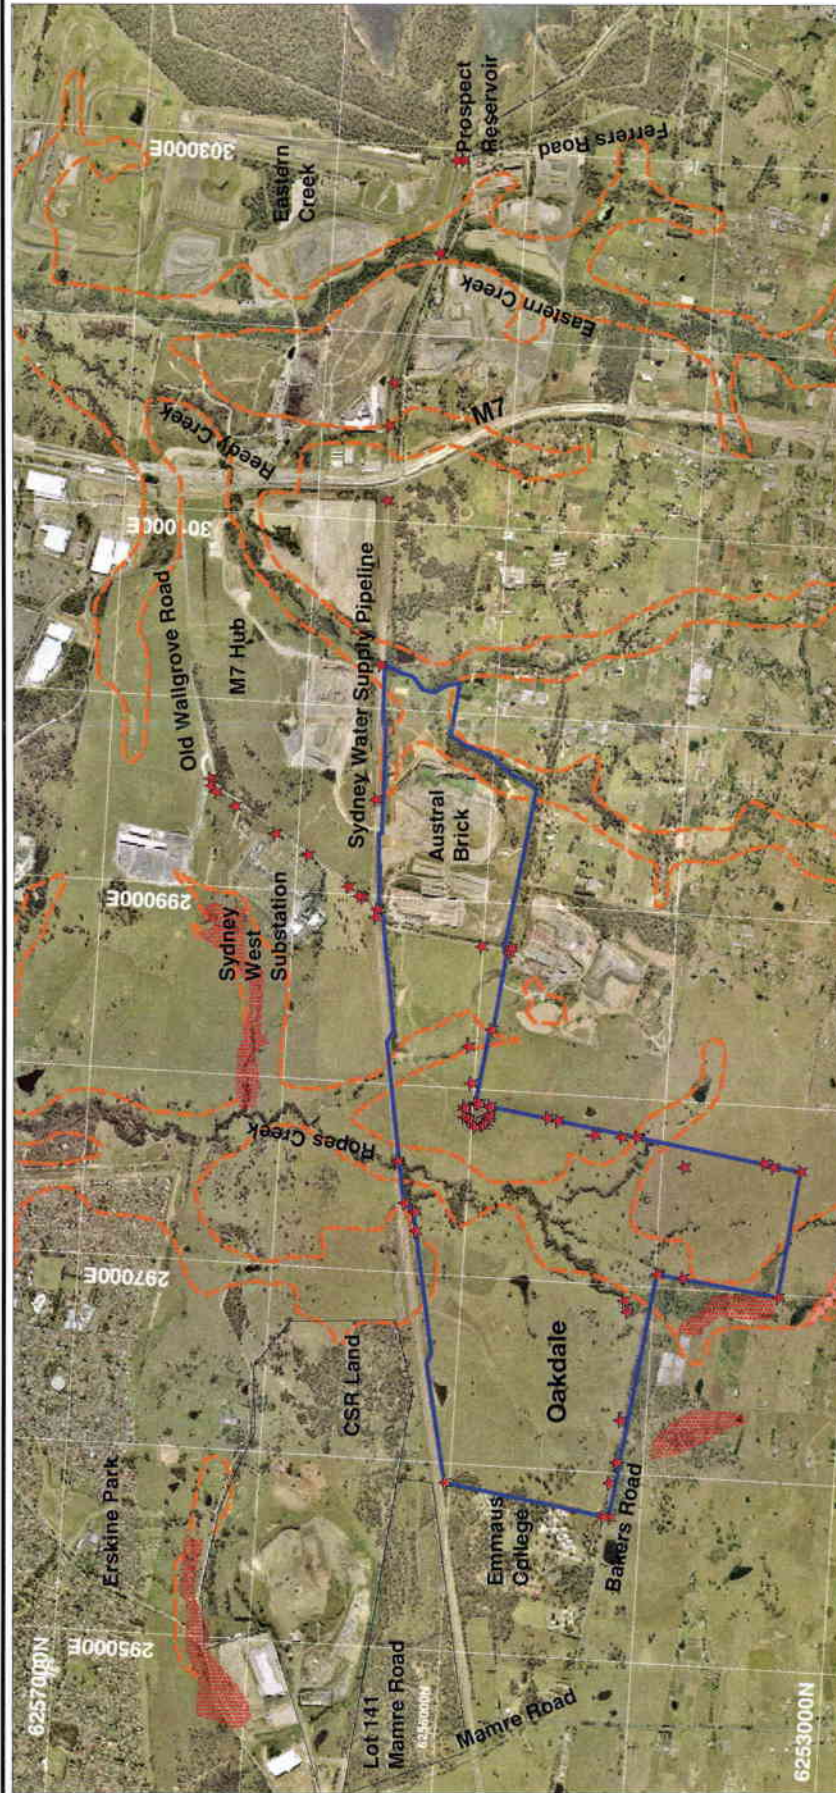 6257000N
Erskine Park
295000E
Lot 141
Mamre Road
6255000N
Mamre Road
6253000N
Emmaus
College
Bakers Road
CSR Land
Oakdale
297000E
Ropes Creek
Sydney
West
Substation
299000E
Old Wallgrove Road
M7 Hub
Sydney Water Supply Pipeline
Austral
Brick
301000E
Reedy Creek
M7
Eastern Creek
Eastern
Creek
303000E
Prospect
Reservoir
Ferrers Road